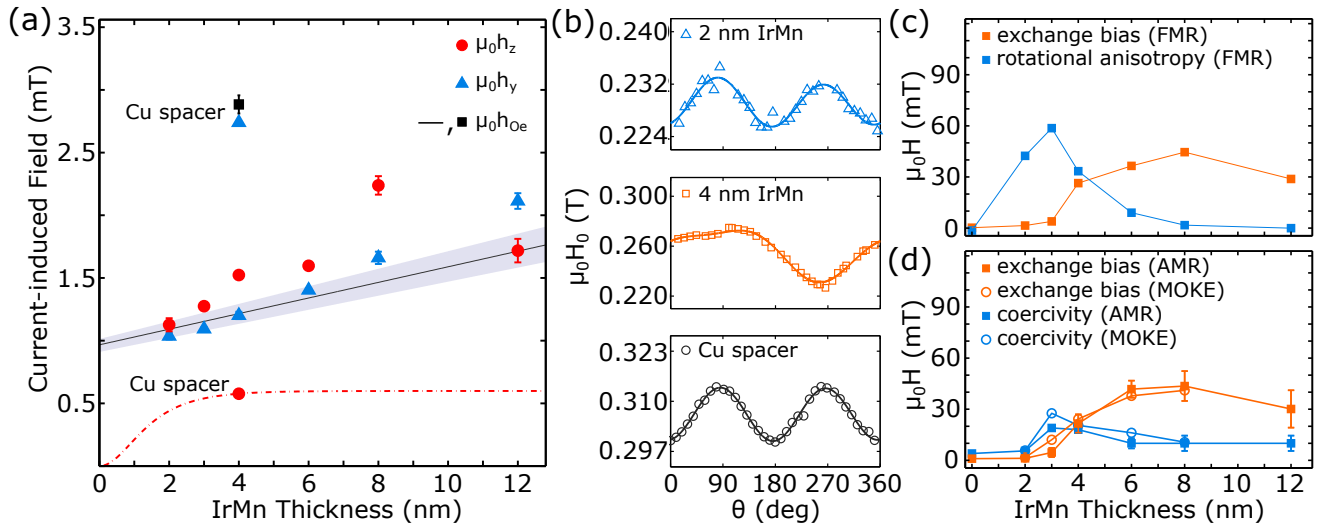 (a)
3.5
2.5
1.5
0.5
Current-induced Field (mT)
μ₀h_z
μ₀h_y
—, ■ μ₀h_Oe
Cu spacer
Cu spacer
0 2 4 6 8 10 12
IrMn Thickness (nm)
(b)
0.240
0.232
0.224
2 nm IrMn
0.300
0.260
0.220
4 nm IrMn
μ₀H₀ (T)
0.323
0.310
0.297
Cu spacer
0 90 180 270 360
θ (deg)
(c)
90
60
30
0
μ₀H (mT)
exchange bias (FMR)
rotational anisotropy (FMR)
(d)
90
60
30
0
μ₀H (mT)
exchange bias (AMR)
exchange bias (MOKE)
coercivity (AMR)
coercivity (MOKE)
0 2 4 6 8 10 12
IrMn Thickness (nm)